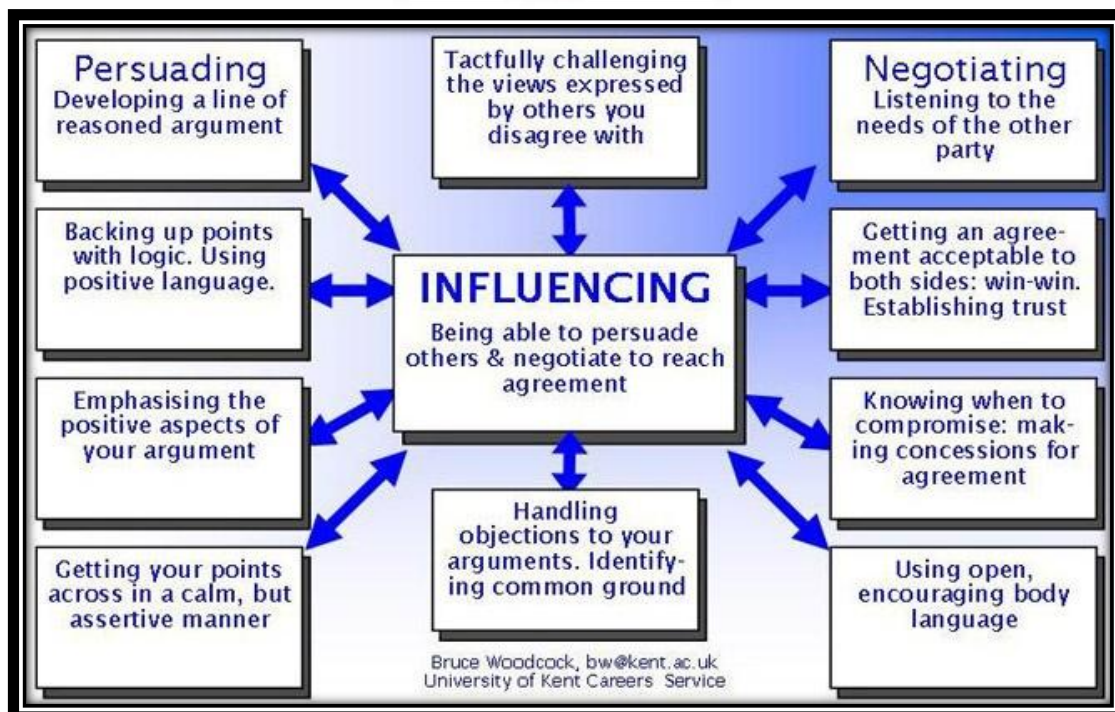 Persuading
Developing a line of
reasoned argument
Tactfully challenging
the views expressed
by others you
disagree with
Negotiating
Listening to the
needs of the other
party
Backing up points
with logic. Using
positive language.
INFLUENCING
Being able to persuade
others & negotiate to reach
agreement
Getting an agree-
ment acceptable to
both sides: win-win.
Establishing trust
Emphasising the
positive aspects of
your argument
Knowing when to
compromise: mak-
ing concessions for
agreement
Getting your points
across in a calm, but
assertive manner
Handling
objections to your
arguments. Identify-
ing common ground
Using open,
encouraging body
language
Bruce Woodcock, bw@kent.ac.uk
University of Kent Careers Service